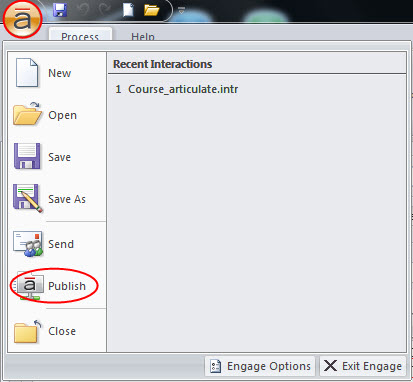 ā
Process Help
Recent Interactions
1 Course_articulate.intr
New
Open
Save
Save As
Send
ā Publish
Close
Engage Options Exit Engage